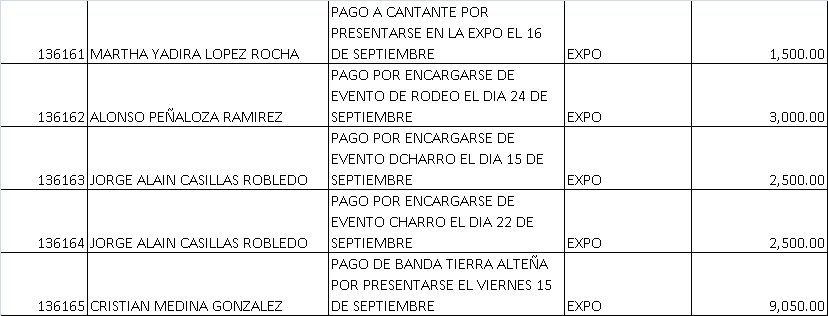 PAGO A CANTANTE POR
PRESENTARSE EN LA EXPO EL 16
136161 MARTHA YADIRA LOPEZ ROCHA DE SEPTIEMBRE EXPO 1,500.00
PAGO POR ENCARGARSE DE
EVENTO DE RODEO EL DIA 24 DE
136162 ALONSO PEÑALOZA RAMIREZ SEPTIEMBRE EXPO 3,000.00
PAGO POR ENCARGARSE DE
EVENTO DCHARRO EL DIA 15 DE
136163 JORGE ALAIN CASILLAS ROBLEDO SEPTIEMBRE EXPO 2,500.00
PAGO POR ENCARGARSE DE
EVENTO CHARRO EL DIA 22 DE
136164 JORGE ALAIN CASILLAS ROBLEDO SEPTIEMBRE EXPO 2,500.00
PAGO DE BANDA TIERRA ALTEÑA
POR PRESENTARSE EL VIERNES 15
136165 CRISTIAN MEDINA GONZALEZ DE SEPTIEMBRE EXPO 9,050.00